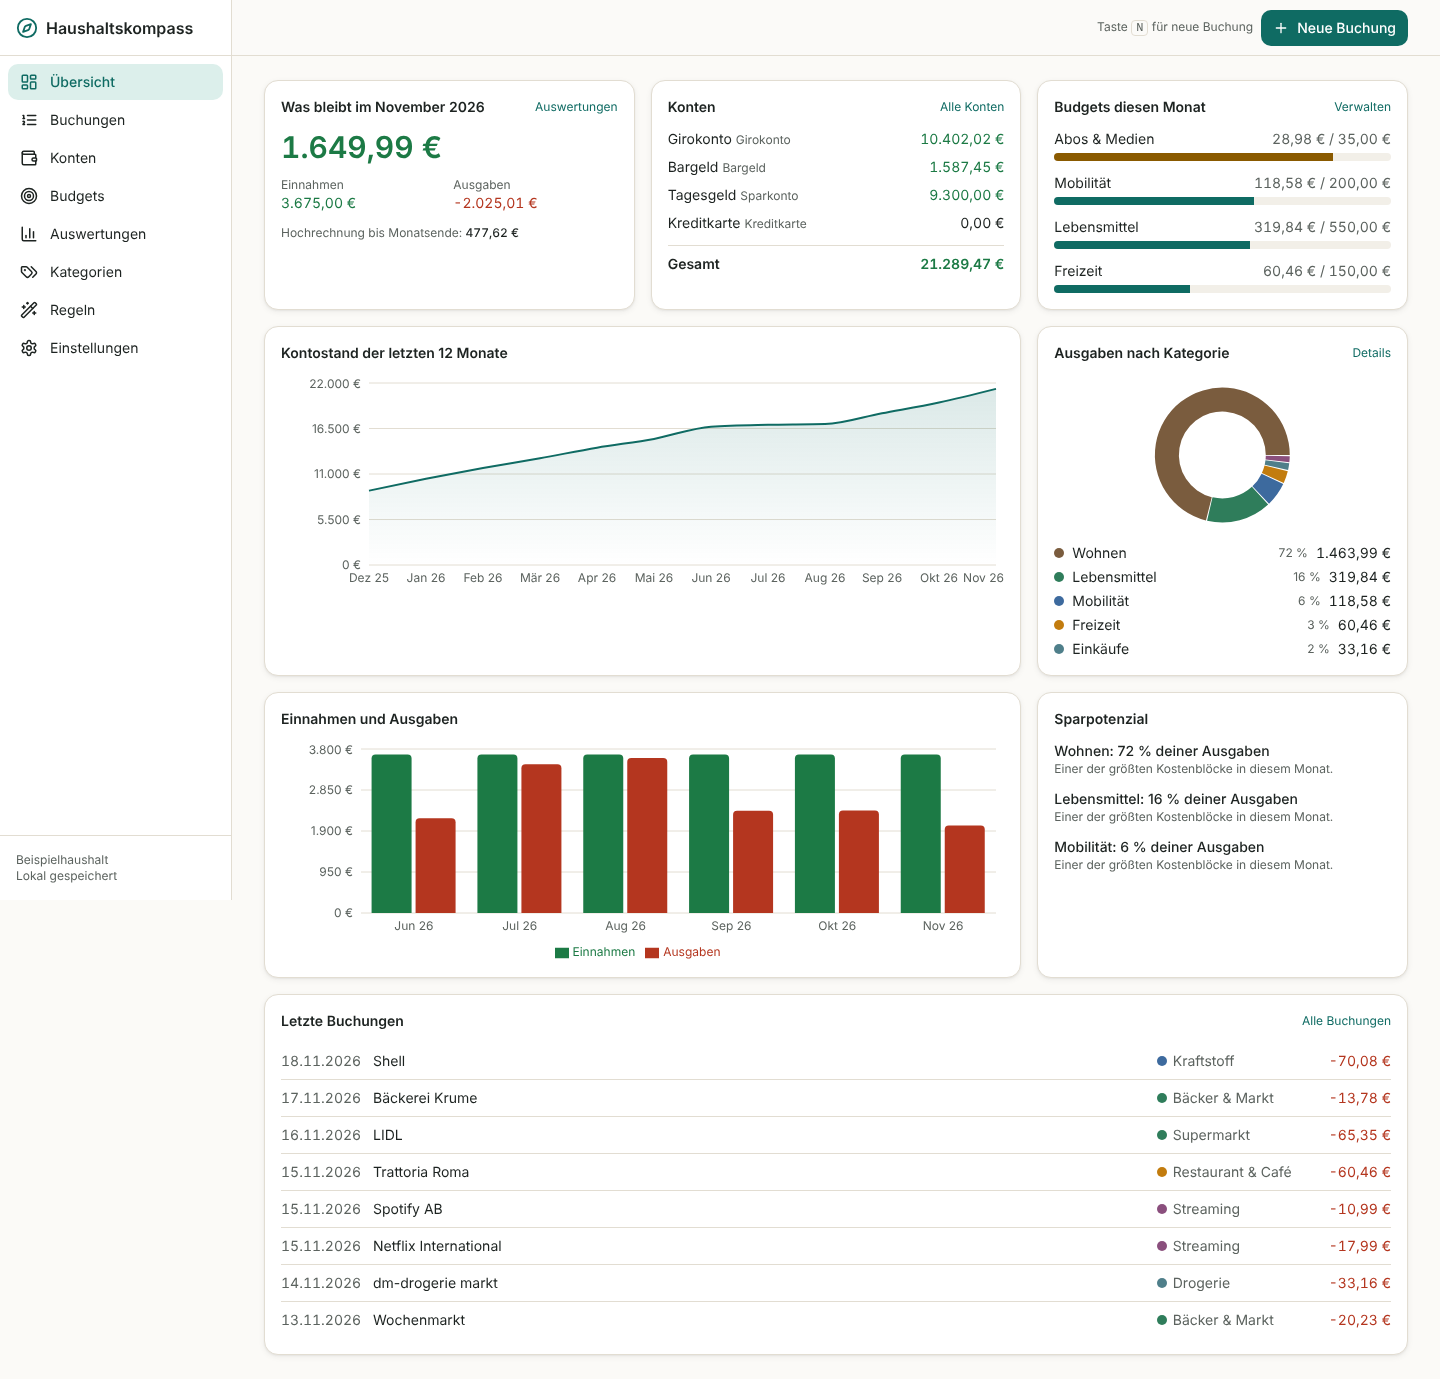 Haushaltskompass
Taste N für neue Buchung
Neue Buchung
Übersicht
Buchungen
Konten
Budgets
Auswertungen
Kategorien
Regeln
Einstellungen
Beispielhaushalt
Lokal gespeichert
Was bleibt im November 2026 Auswertungen
1.649,99 €
Einnahmen Ausgaben
3.675,00 € -2.025,01 €
Hochrechnung bis Monatsende: 477,62 €
Konten Alle Konten
Girokonto Girokonto 10.402,02 €
Bargeld Bargeld 1.587,45 €
Tagesgeld Sparkonto 9.300,00 €
Kreditkarte Kreditkarte 0,00 €
Gesamt 21.289,47 €
Budgets diesen Monat Verwalten
Abos & Medien 28,98 € / 35,00 €
Mobilität 118,58 € / 200,00 €
Lebensmittel 319,84 € / 550,00 €
Freizeit 60,46 € / 150,00 €
Kontostand der letzten 12 Monate
22.000 €
16.500 €
11.000 €
5.500 €
0 €
Dez 25 Jan 26 Feb 26 Mär 26 Apr 26 Mai 26 Jun 26 Jul 26 Aug 26 Sep 26 Okt 26 Nov 26
Ausgaben nach Kategorie Details
Wohnen 72 % 1.463,99 €
Lebensmittel 16 % 319,84 €
Mobilität 6 % 118,58 €
Freizeit 3 % 60,46 €
Einkäufe 2 % 33,16 €
Einnahmen und Ausgaben
3.800 €
2.850 €
1.900 €
950 €
0 €
Jun 26 Jul 26 Aug 26 Sep 26 Okt 26 Nov 26
Einnahmen Ausgaben
Sparpotenzial
Wohnen: 72 % deiner Ausgaben
Einer der größten Kostenblöcke in diesem Monat.
Lebensmittel: 16 % deiner Ausgaben
Einer der größten Kostenblöcke in diesem Monat.
Mobilität: 6 % deiner Ausgaben
Einer der größten Kostenblöcke in diesem Monat.
Letzte Buchungen Alle Buchungen
18.11.2026 Shell Kraftstoff -70,08 €
17.11.2026 Bäckerei Krume Bäcker & Markt -13,78 €
16.11.2026 LIDL Supermarkt -65,35 €
15.11.2026 Trattoria Roma Restaurant & Café -60,46 €
15.11.2026 Spotify AB Streaming -10,99 €
15.11.2026 Netflix International Streaming -17,99 €
14.11.2026 dm-drogerie markt Drogerie -33,16 €
13.11.2026 Wochenmarkt Bäcker & Markt -20,23 €